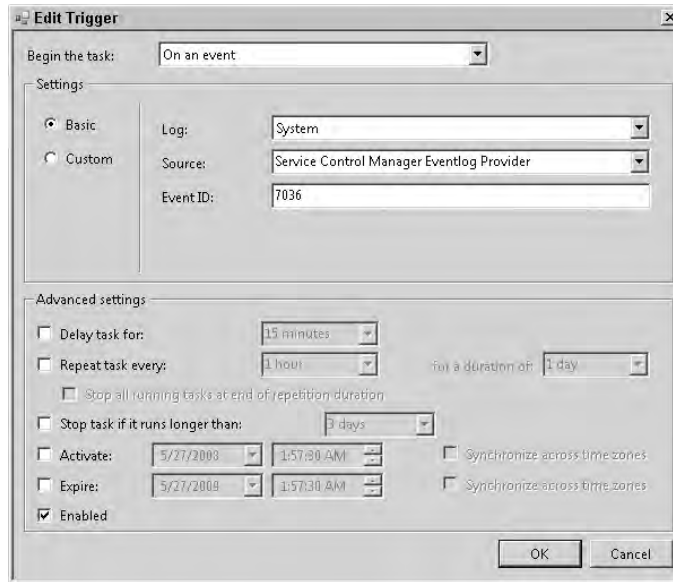 Edit Trigger
Begin the task: On an event
Settings
Basic
Custom
Log: System
Source: Service Control Manager Eventlog Provider
Event ID: 7036
Advanced settings
Delay task for: 15 minutes
Repeat task every: 1 hour for a duration of: 1 day
Stop all running tasks at end of repetition duration
Stop task if it runs longer than: 3 days
Activate: 5/27/2008 1:57:30 AM Synchronize across time zones
Expire: 5/27/2009 1:57:30 AM Synchronize across time zones
Enabled
OK Cancel